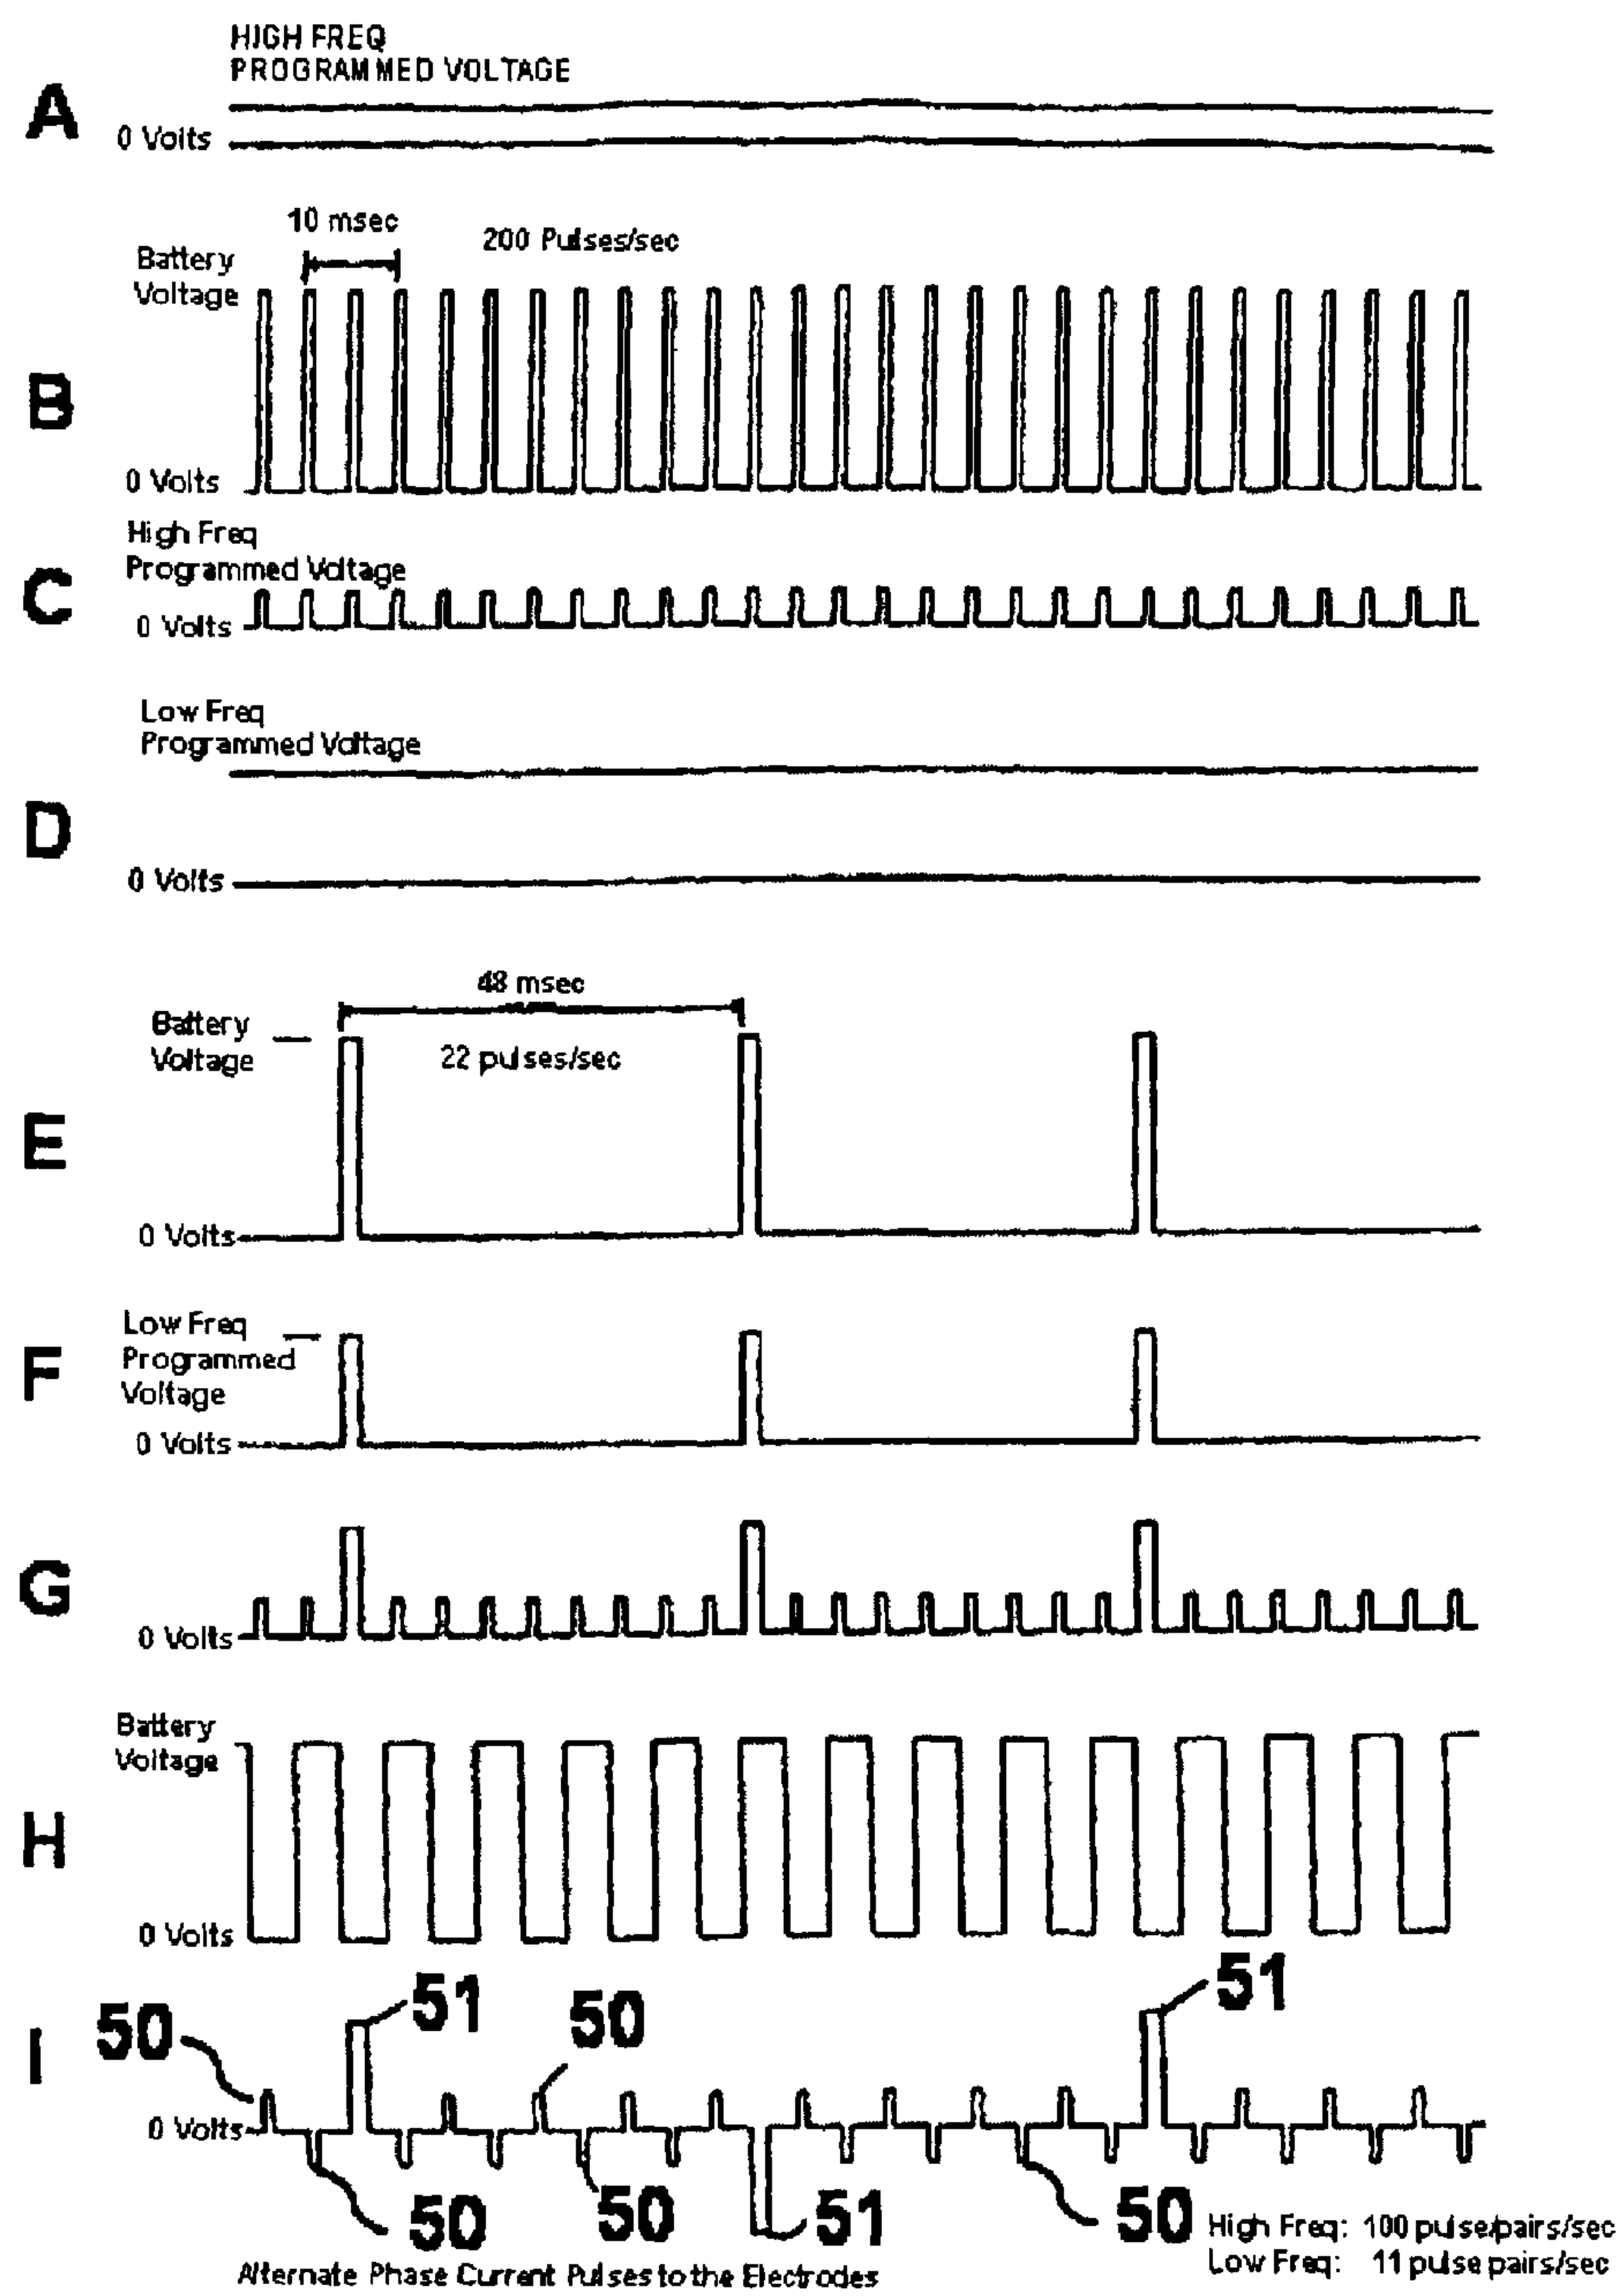 HIGH FREQ
PROGRAMMED VOLTAGE
A
0 Volts
10 msec
200 Pulses/sec
Battery
Voltage
B
0 Volts
High Freq
Programmed Voltage
C
0 Volts
Low Freq
Programmed Voltage
D
0 Volts
48 msec
Battery
Voltage
22 pulses/sec
E
0 Volts
Low Freq
Programmed
Voltage
F
0 Volts
G
0 Volts
Battery
Voltage
H
0 Volts
51
51
50
50
I
0 Volts
50
50
51
50
High Freq: 100 pulse/pairs/sec
Low Freq: 11 pulse pairs/sec
Alternate Phase Current Pulses to the Electrodes